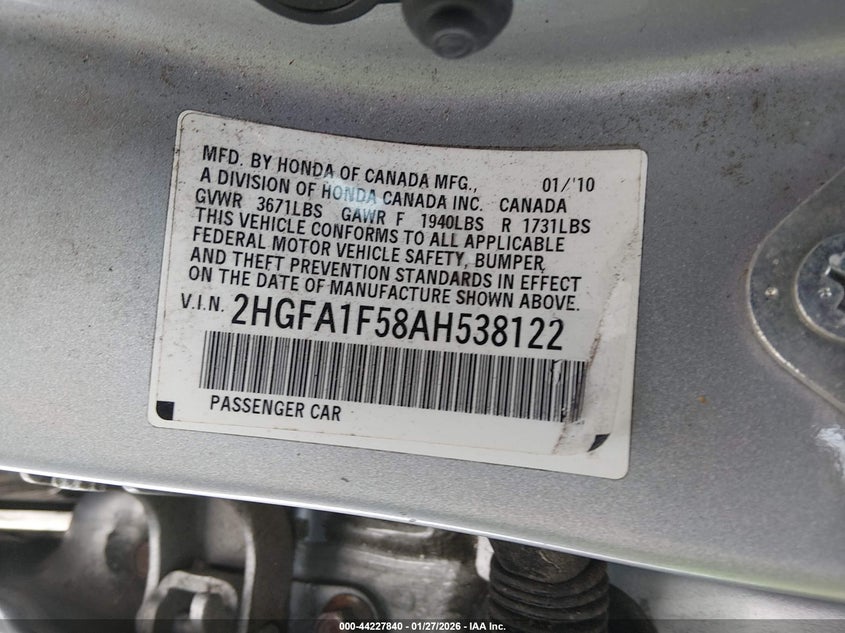 MFD. BY HONDA OF CANADA MFG., 01/'10
A DIVISION OF HONDA CANADA INC. CANADA
GVWR 3671LBS GAWR F 1940LBS R 1731LBS
THIS VEHICLE CONFORMS TO ALL APPLICABLE
FEDERAL MOTOR VEHICLE SAFETY, BUMPER,
AND THEFT PREVENTION STANDARDS IN EFFECT
ON THE DATE OF MANUFACTURE SHOWN ABOVE.
V.I.N. 2HGFA1F58AH538122
PASSENGER CAR
000-44227840 - 01/27/2026 - IAA Inc.